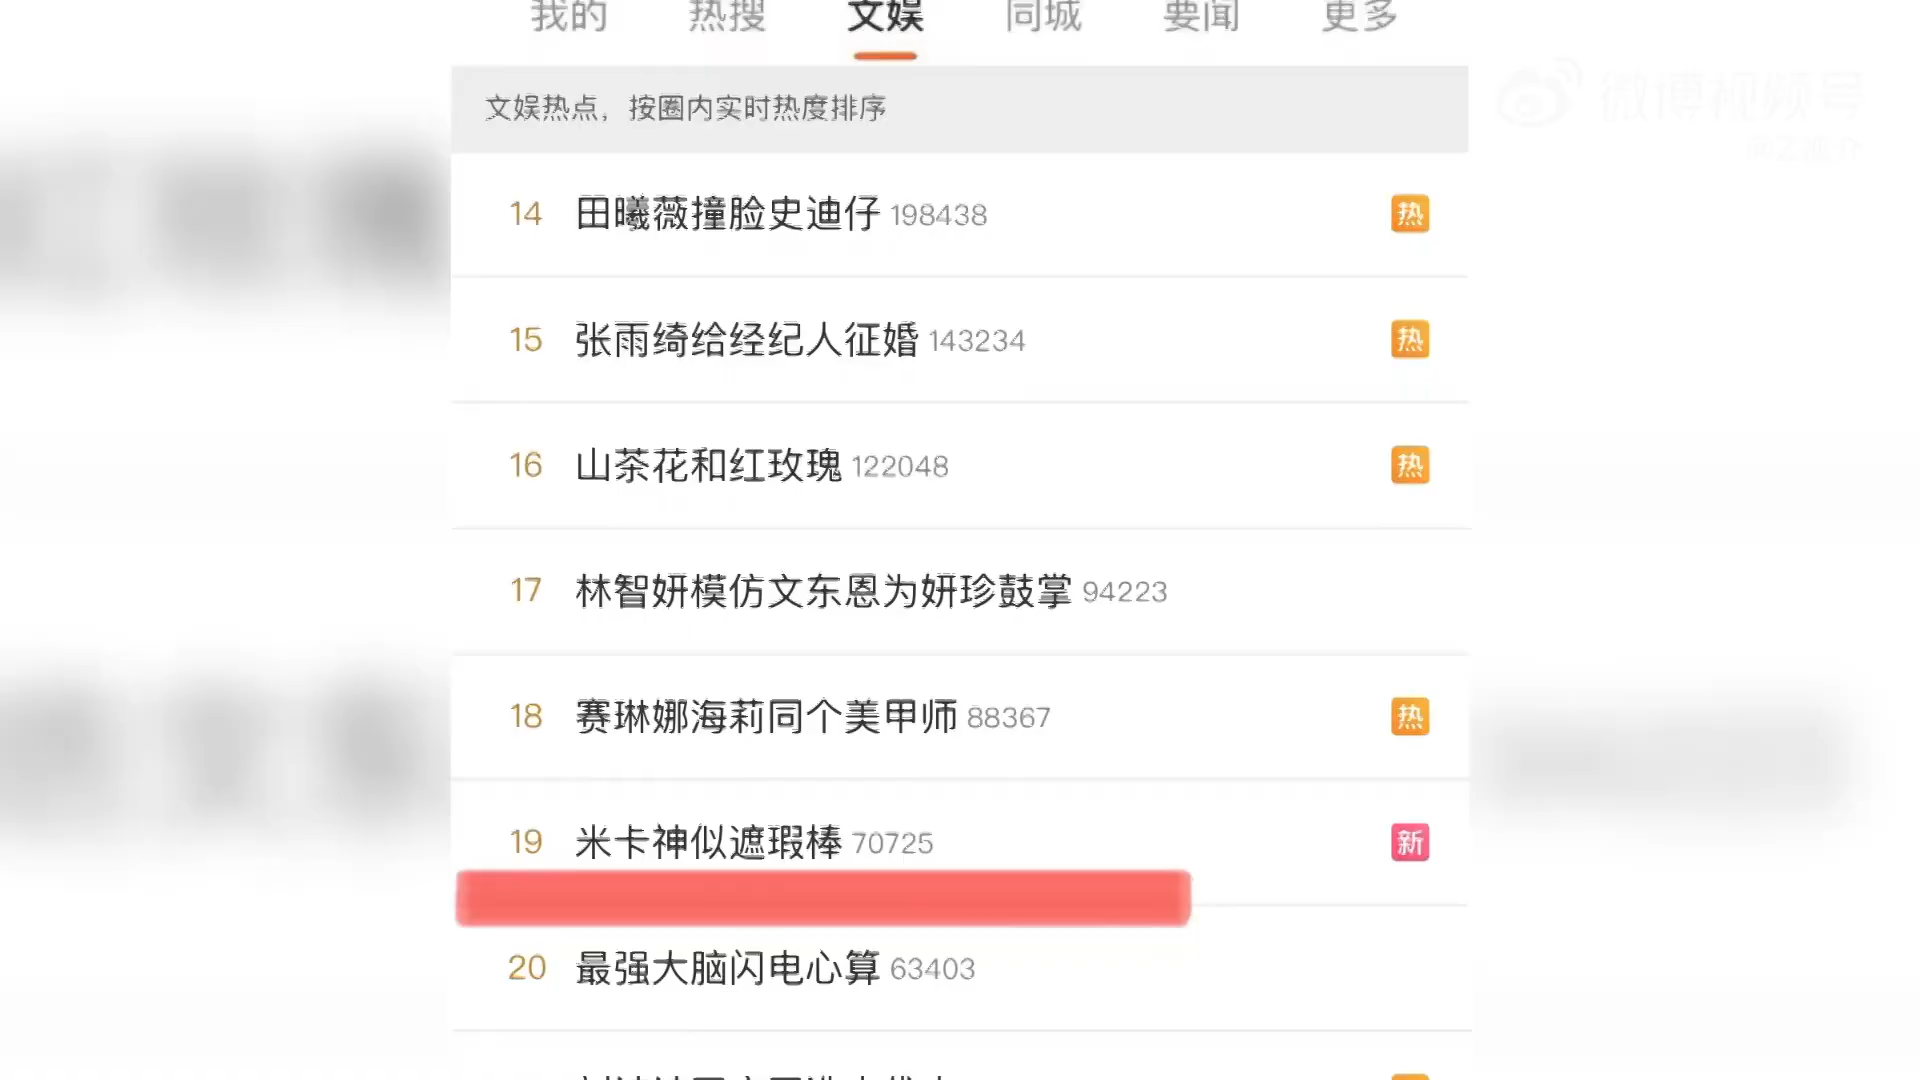 我的 热搜 文娱 同城 要闻 更多
文娱热点，按圈内实时热度排序
14 田曦薇撞脸史迪仔 198438 热
15 张雨绮给经纪人征婚 143234 热
16 山茶花和红玫瑰 122048 热
17 林智妍模仿文东恩为妍珍鼓掌 94223
18 赛琳娜海莉同个美甲师 88367 热
19 米卡神似遮瑕棒 70725 新
20 最强大脑闪电心算 63403
微博视频号